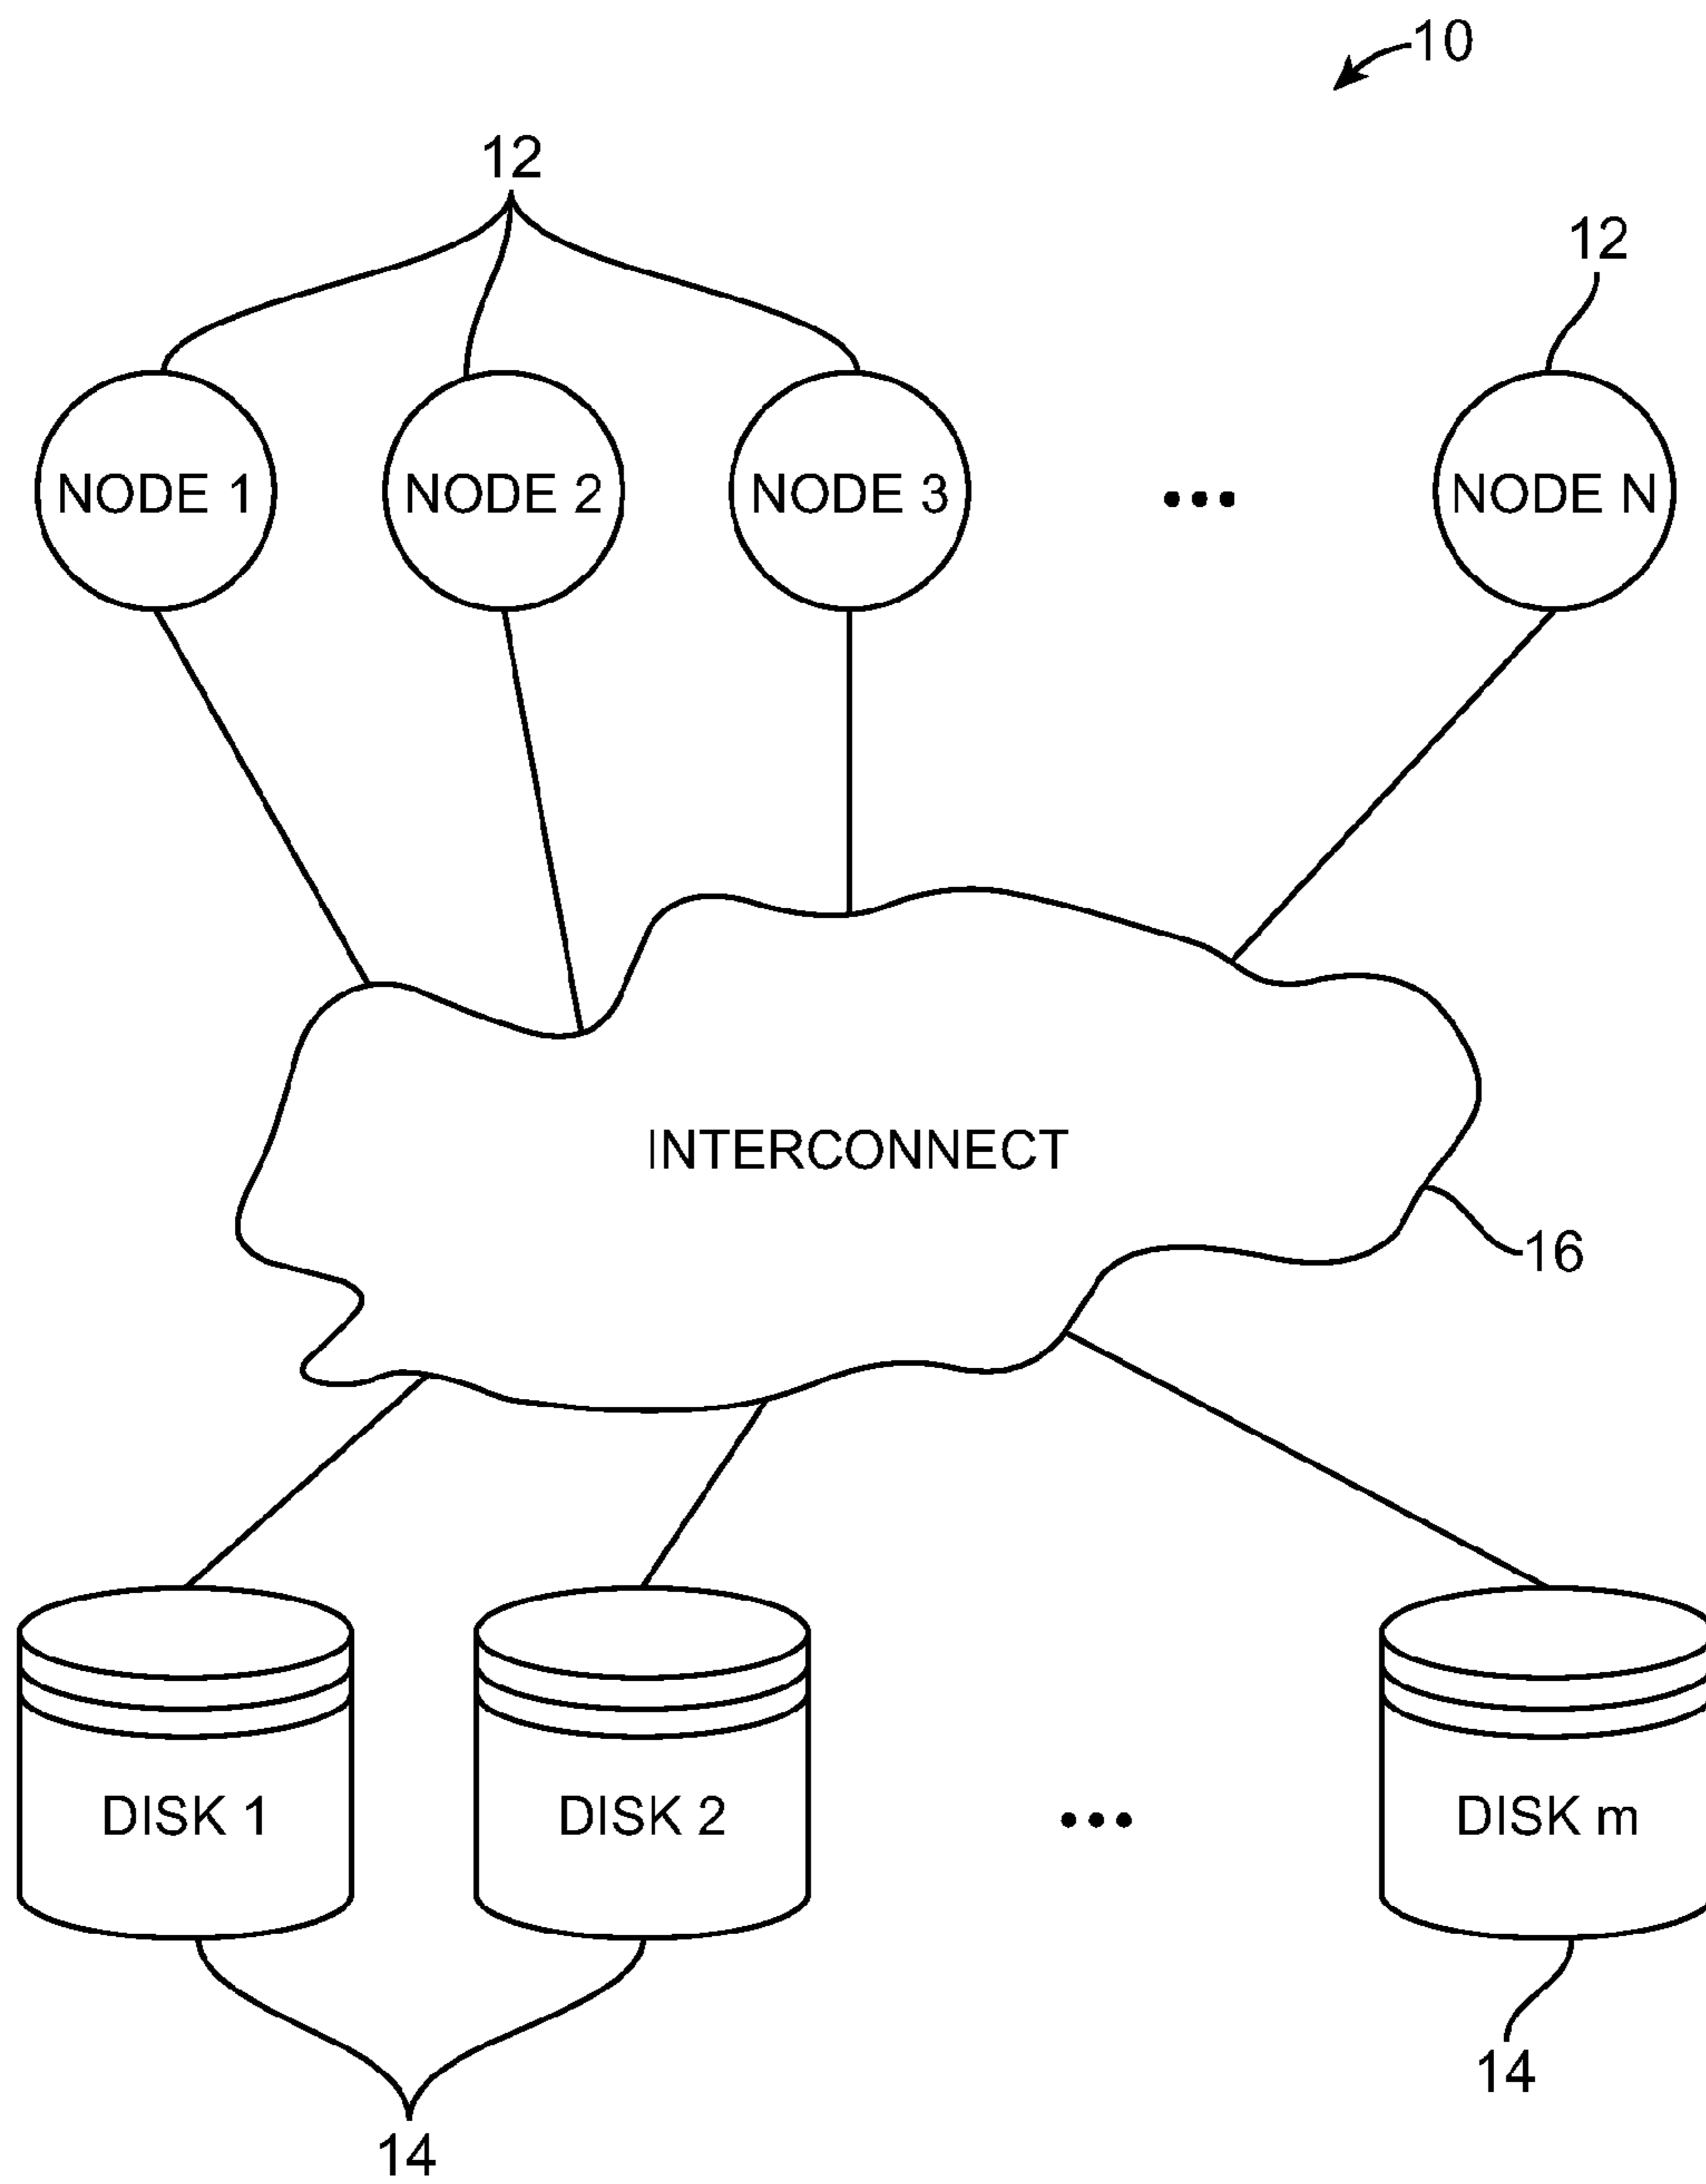 10
12
12
NODE 1
NODE 2
NODE 3
•••
NODE N
INTERCONNECT
16
DISK 1
DISK 2
•••
DISK m
14
14